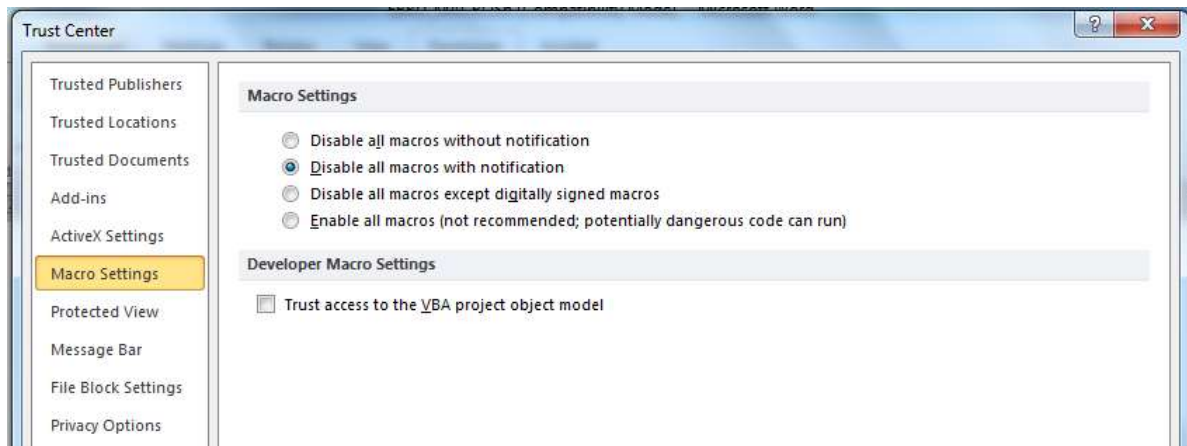 Trust Center
Trusted Publishers
Trusted Locations
Trusted Documents
Add-ins
ActiveX Settings
Macro Settings
Protected View
Message Bar
File Block Settings
Privacy Options
Macro Settings
Disable all macros without notification
Disable all macros with notification
Disable all macros except digitally signed macros
Enable all macros (not recommended; potentially dangerous code can run)
Developer Macro Settings
Trust access to the VBA project object model